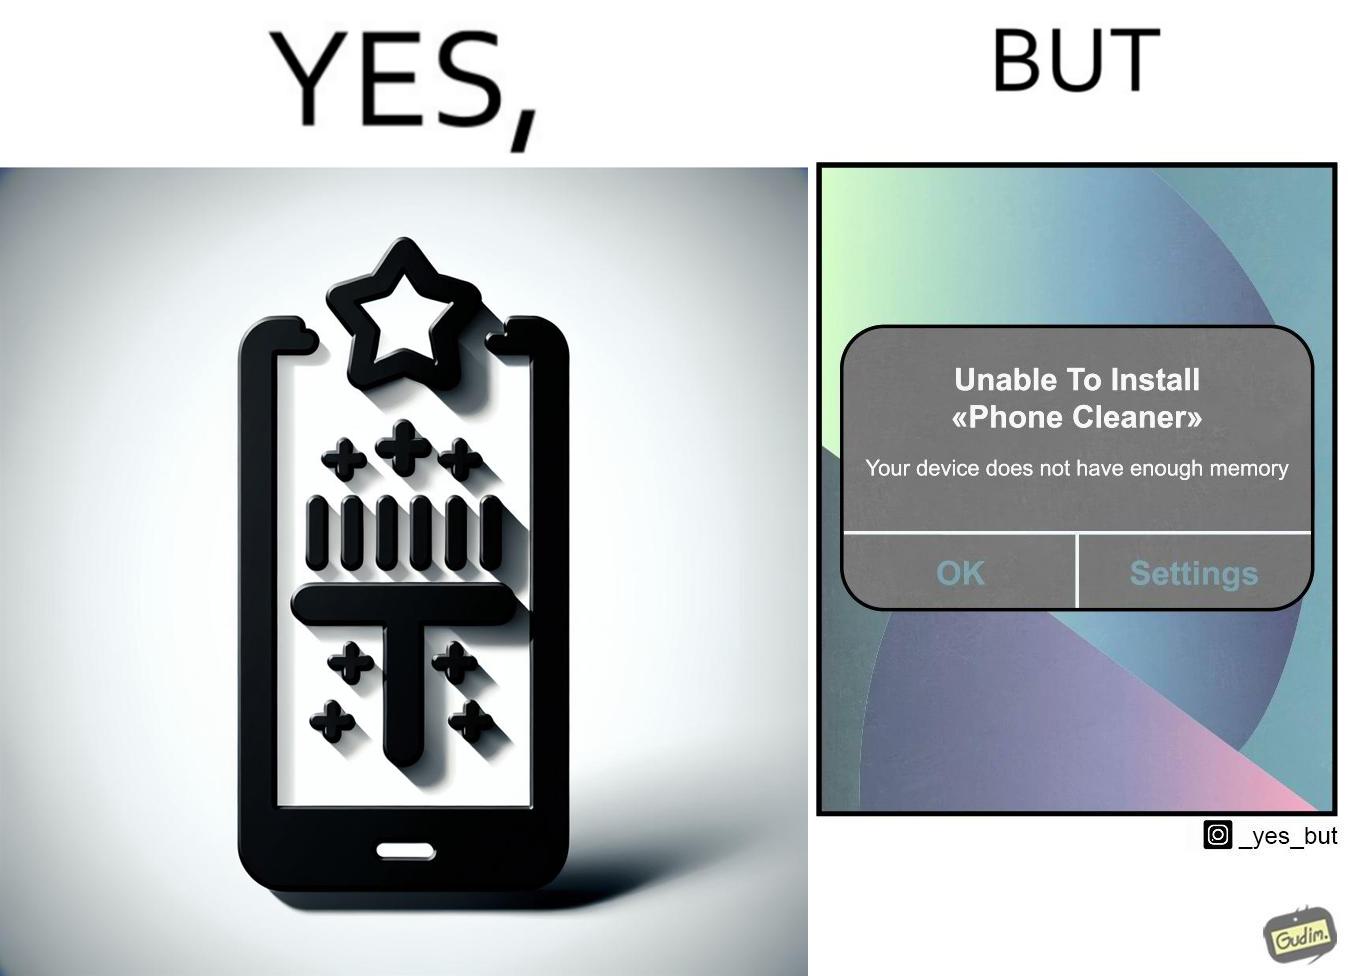 YES,
BUT
Unable To Install
«Phone Cleaner»
Your device does not have enough memory
OK
Settings
_yes_but
Gudim.